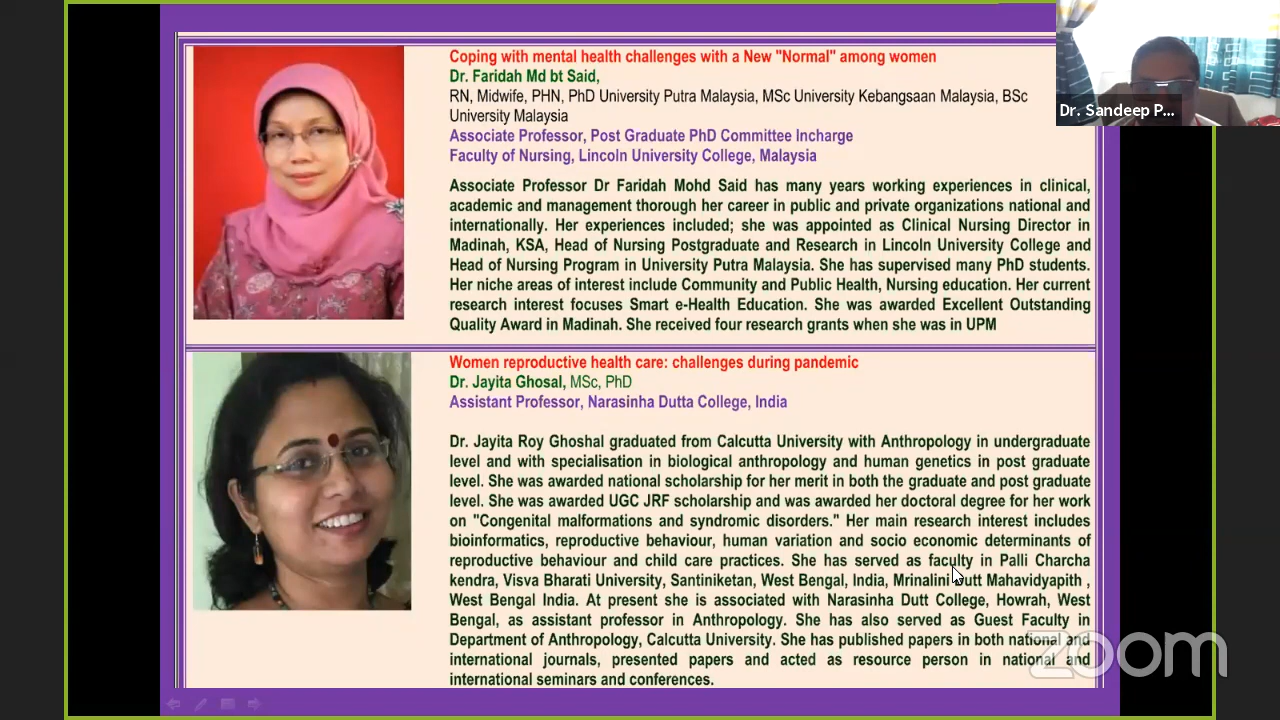 Coping with mental health challenges with a New "Normal" among women
Dr. Faridah Md bt Said,
RN, Midwife, PHN, PhD University Putra Malaysia, MSc University Kebangsaan Malaysia, BSc
University Malaysia
Associate Professor, Post Graduate PhD Committee Incharge
Faculty of Nursing, Lincoln University College, Malaysia
Associate Professor Dr Faridah Mohd Said has many years working experiences in clinical,
academic and management thorough her career in public and private organizations national and
internationally. Her experiences included; she was appointed as Clinical Nursing Director in
Madinah, KSA, Head of Nursing Postgraduate and Research in Lincoln University College and
Head of Nursing Program in University Putra Malaysia. She has supervised many PhD students.
Her niche areas of interest include Community and Public Health, Nursing education. Her current
research interest focuses Smart e-Health Education. She was awarded Excellent Outstanding
Quality Award in Madinah. She received four research grants when she was in UPM
Dr. Sandeep P...
Women reproductive health care: challenges during pandemic
Dr. Jayita Ghosal, MSc, PhD
Assistant Professor, Narasinha Dutta College, India
Dr. Jayita Roy Ghoshal graduated from Calcutta University with Anthropology in undergraduate
level and with specialisation in biological anthropology and human genetics in post graduate
level. She was awarded national scholarship for her merit in both the graduate and post graduate
level. She was awarded UGC JRF scholarship and was awarded her doctoral degree for her work
on "Congenital malformations and syndromic disorders." Her main research interest includes
bioinformatics, reproductive behaviour, human variation and socio economic determinants of
reproductive behaviour and child care practices. She has served as faculty in Palli Charcha
kendra, Visva Bharati University, Santiniketan, West Bengal, India, Mrinalini Dutt Mahavidyapith ,
West Bengal India. At present she is associated with Narasinha Dutt College, Howrah, West
Bengal, as assistant professor in Anthropology. She has also served as Guest Faculty in
Department of Anthropology, Calcutta University. She has published papers in both national and
international journals, presented papers and acted as resource person in national and
international seminars and conferences.
zoom